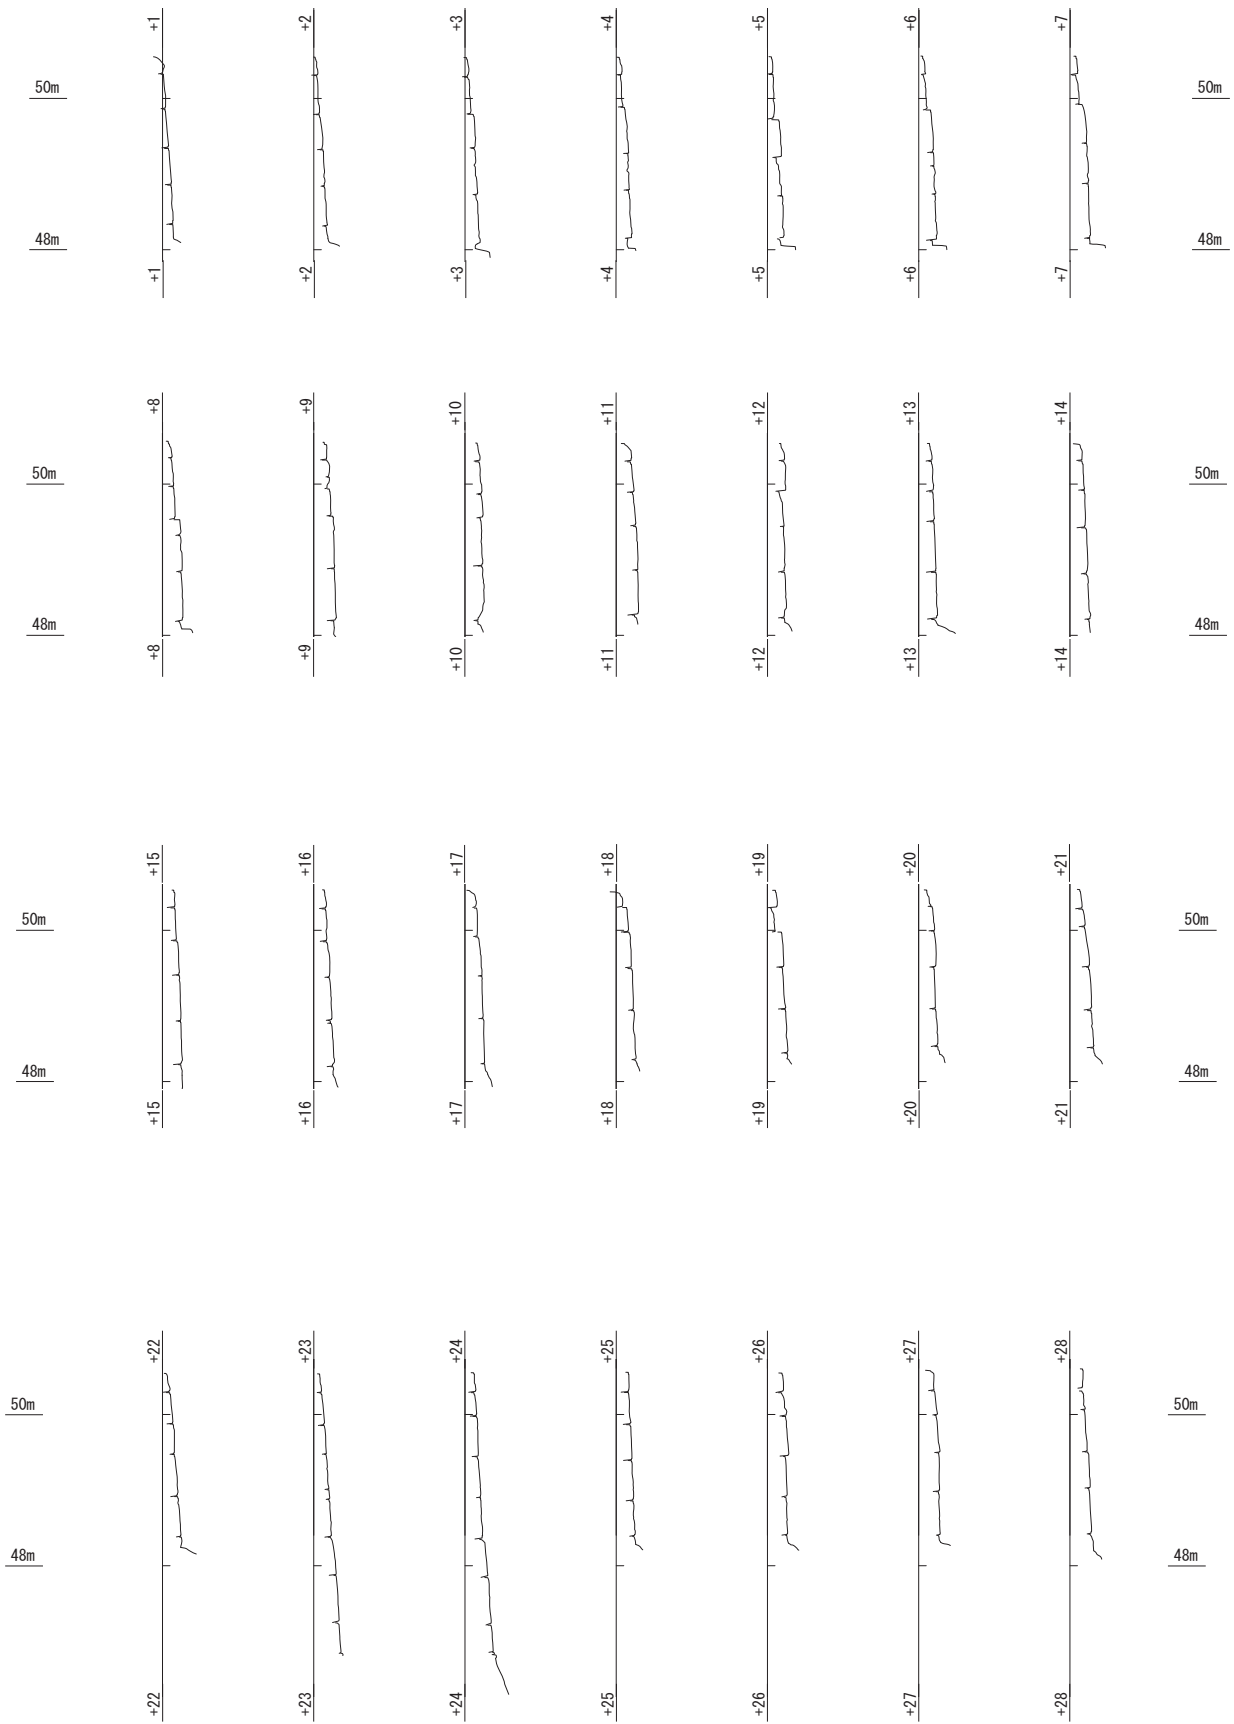 +1 +2 +3 +4 +5 +6 +7
50m 50m
48m 48m
+1 +2 +3 +4 +5 +6 +7
+8 +9 +10 +11 +12 +13 +14
50m 50m
48m 48m
+8 +9 +10 +11 +12 +13 +14
+15 +16 +17 +18 +19 +20 +21
50m 50m
48m 48m
+15 +16 +17 +18 +19 +20 +21
+22 +23 +24 +25 +26 +27 +28
50m 50m
48m 48m
+22 +23 +24 +25 +26 +27 +28